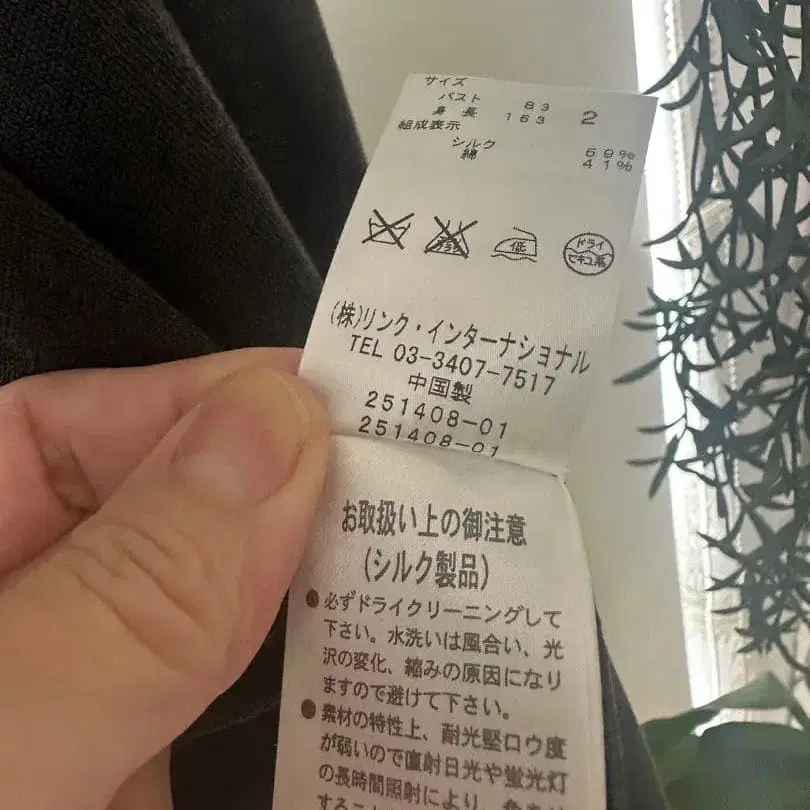 サイズ
バスト 83 2
身長 163
組成表示
シルク 59%
綿 41%
低
ドライ
セキユ系
(株)リンク・インターナショナル
TEL 03-3407-7517
中国製
251408-01
251408-01
お取扱い上の御注意
(シルク製品)
●必ずドライクリーニングして
下さい。水洗いは風合い、光
沢の変化、縮みの原因になり
ますので避けて下さい。
●素材の特性上、耐光堅ロウ度
が弱いので直射日光や蛍光灯
の長時間照射により、